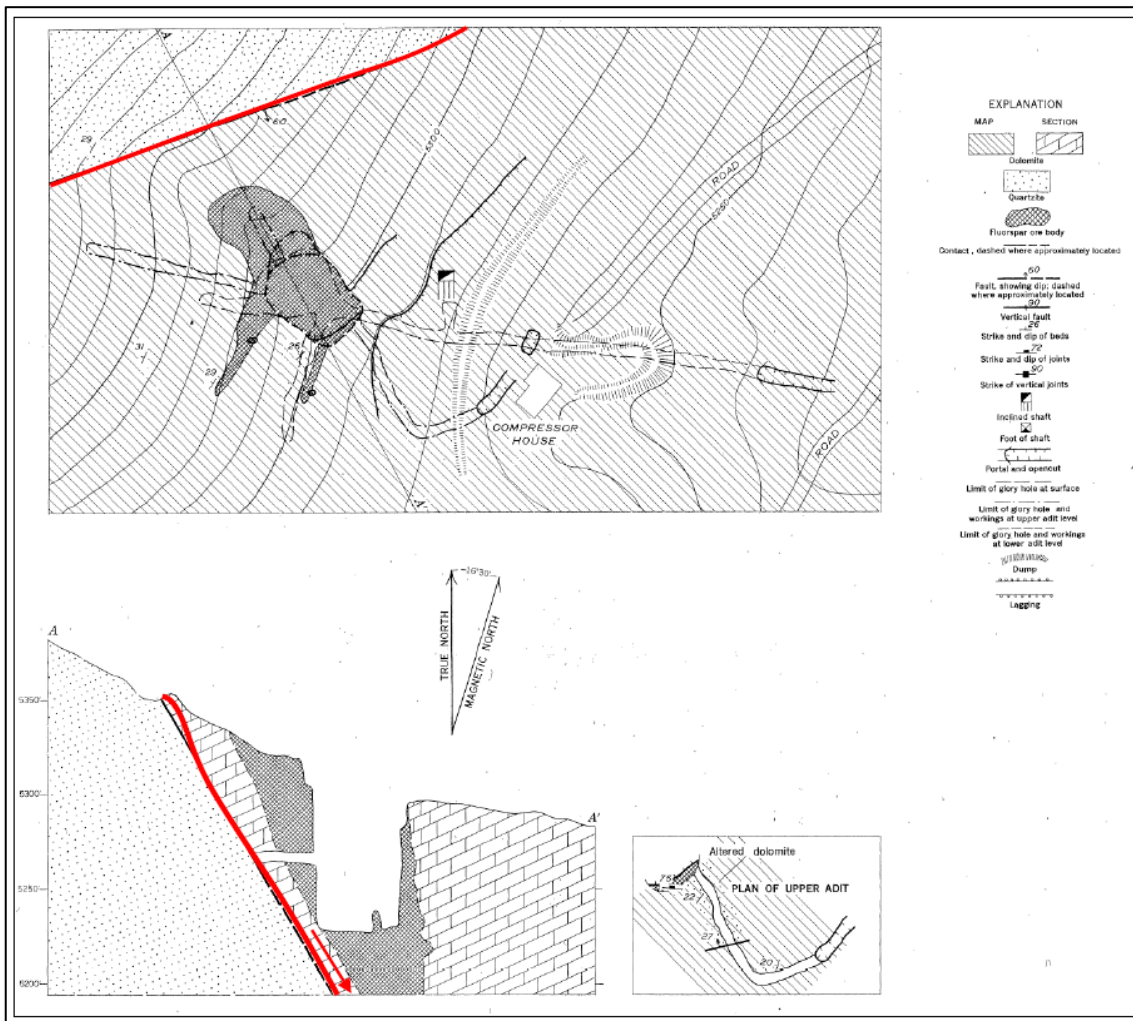 A
60
29
6300
ROAD
5250
31
29
26
COMPRESSOR
HOUSE
ROAD
A'
EXPLANATION
MAP SECTION
Dolomite
Quartzite
Fluorspar ore body
Contact, dashed where approximately located
60
Fault, showing dip; dashed
where approximately located
90
Vertical fault
26
Strike and dip of beds
72
Strike and dip of joints
90
Strike of vertical joints
Inclined shaft
Foot of shaft
Portal and opencut
Limit of glory hole at surface
Limit of glory hole and
workings at upper adit level
Limit of glory hole and workings
at lower adit level
Dump
Lagging
16°30'
TRUE NORTH
MAGNETIC NORTH
A
5350'
5300'
5250'
5200'
A'
Altered dolomite
PLAN OF UPPER ADIT
75
22
27
20